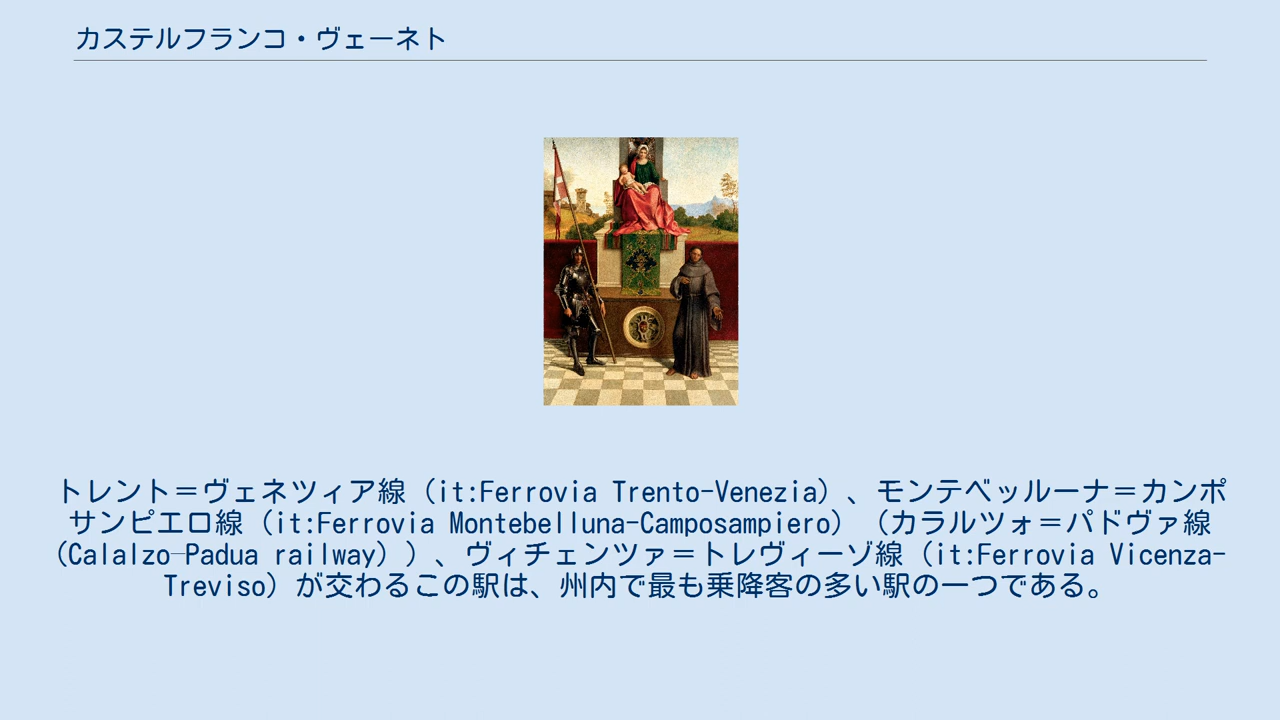 カステルフランコ・ヴェーネト
トレント＝ヴェネツィア線（it:Ferrovia Trento-Venezia）、モンテベッルーナ＝カンポ
サンピエロ線（it:Ferrovia Montebelluna-Camposampiero）（カラルツォ＝パドヴァ線
（Calalzo–Padua railway））、ヴィチェンツァ＝トレヴィーゾ線（it:Ferrovia Vicenza-
Treviso）が交わるこの駅は、州内で最も乗降客の多い駅の一つである。